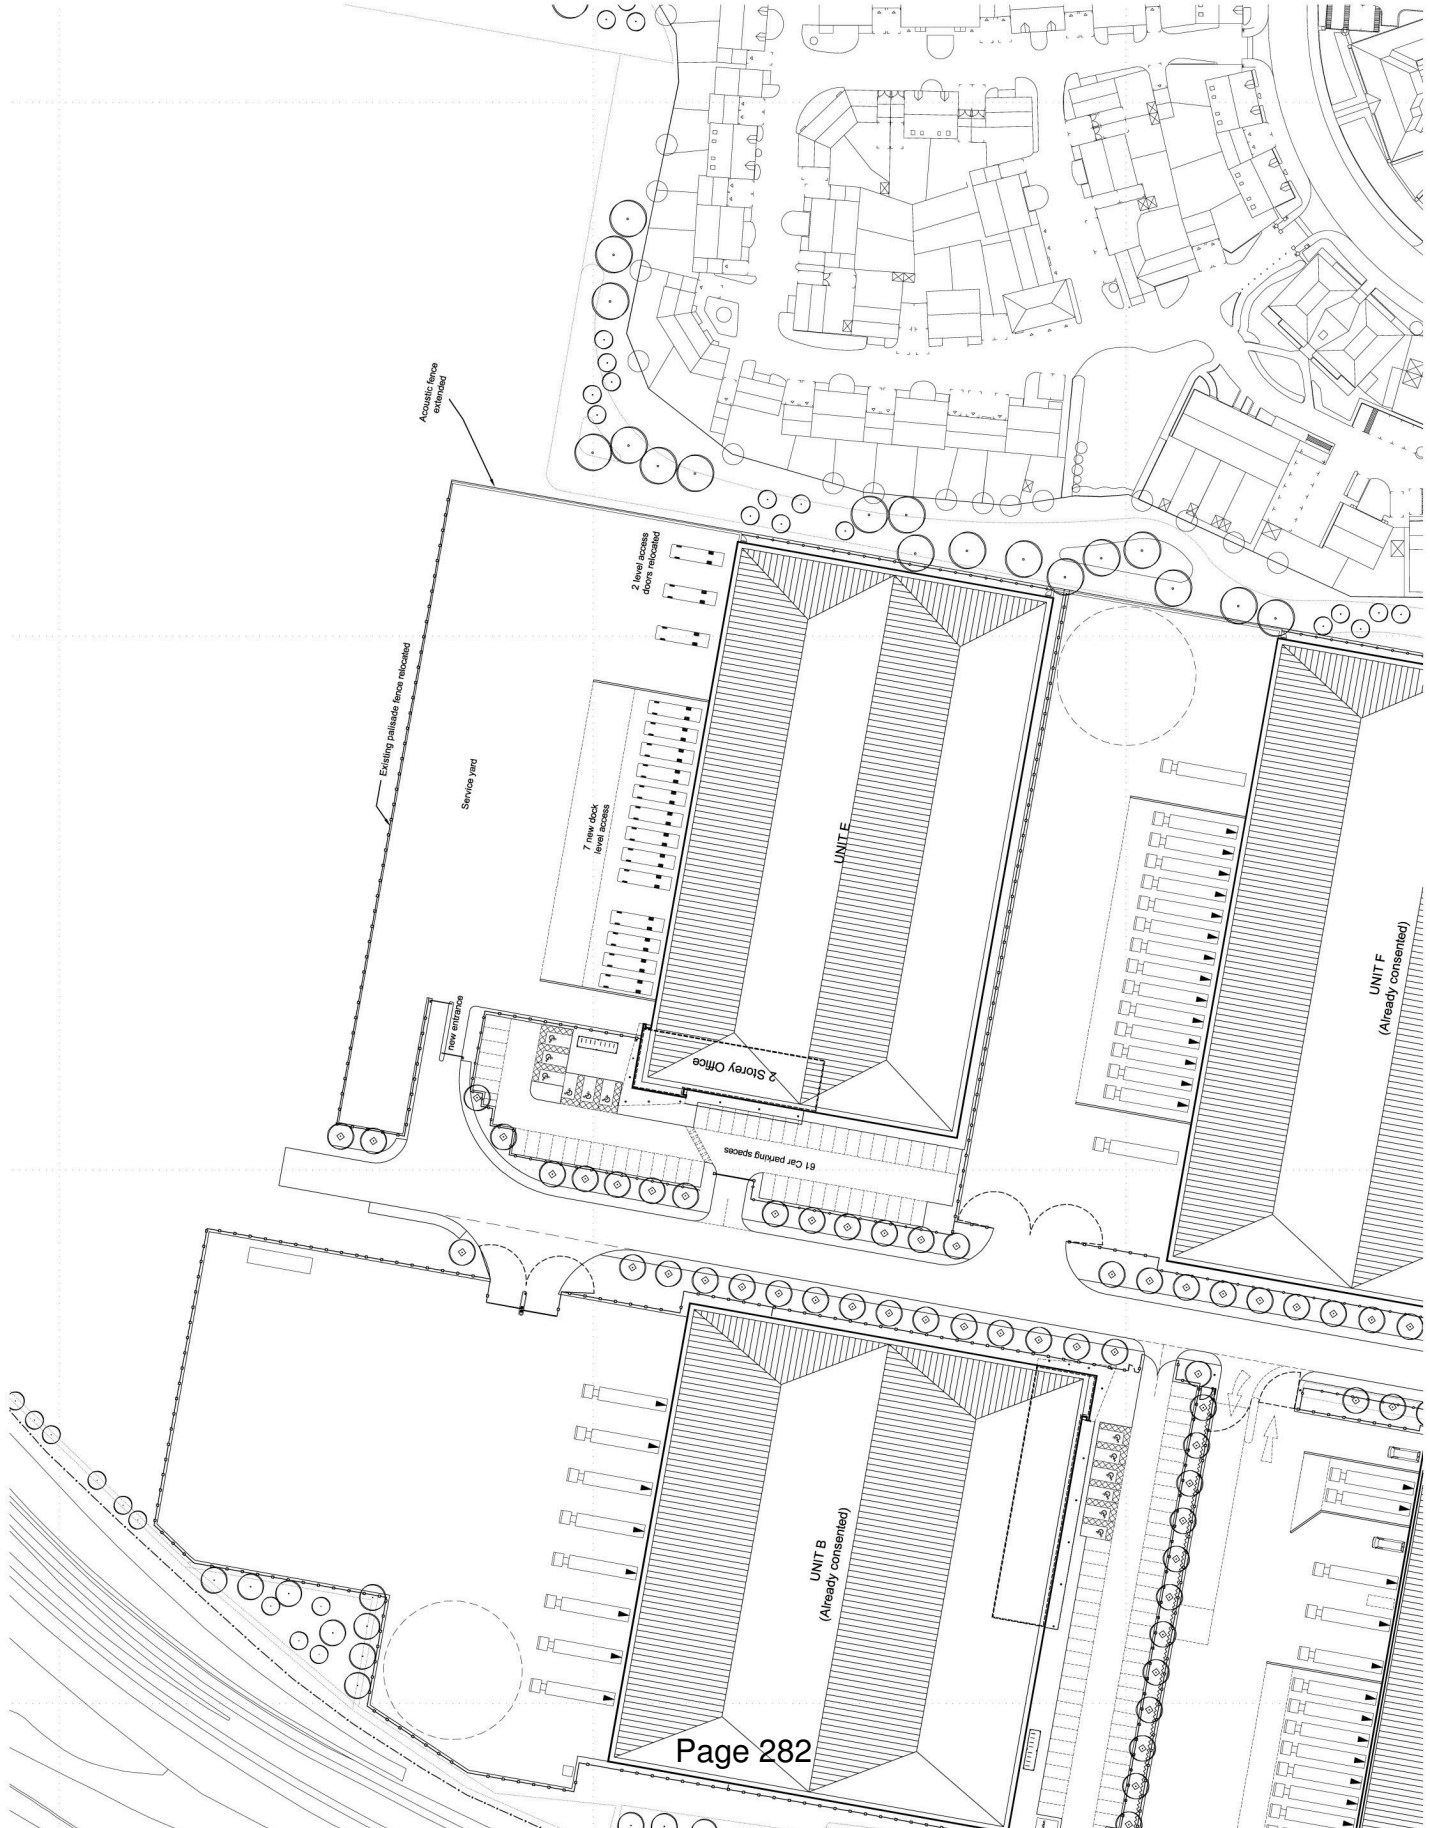 Acoustic fence
extended
2 level access
doors relocated
Existing palisade fence relocated
Service yard
7 new dock
level access
UNIT E
UNIT F
(Already consented)
new entrance
2 Storey Office
61 Car parking spaces
UNIT B
(Already consented)
Page 282